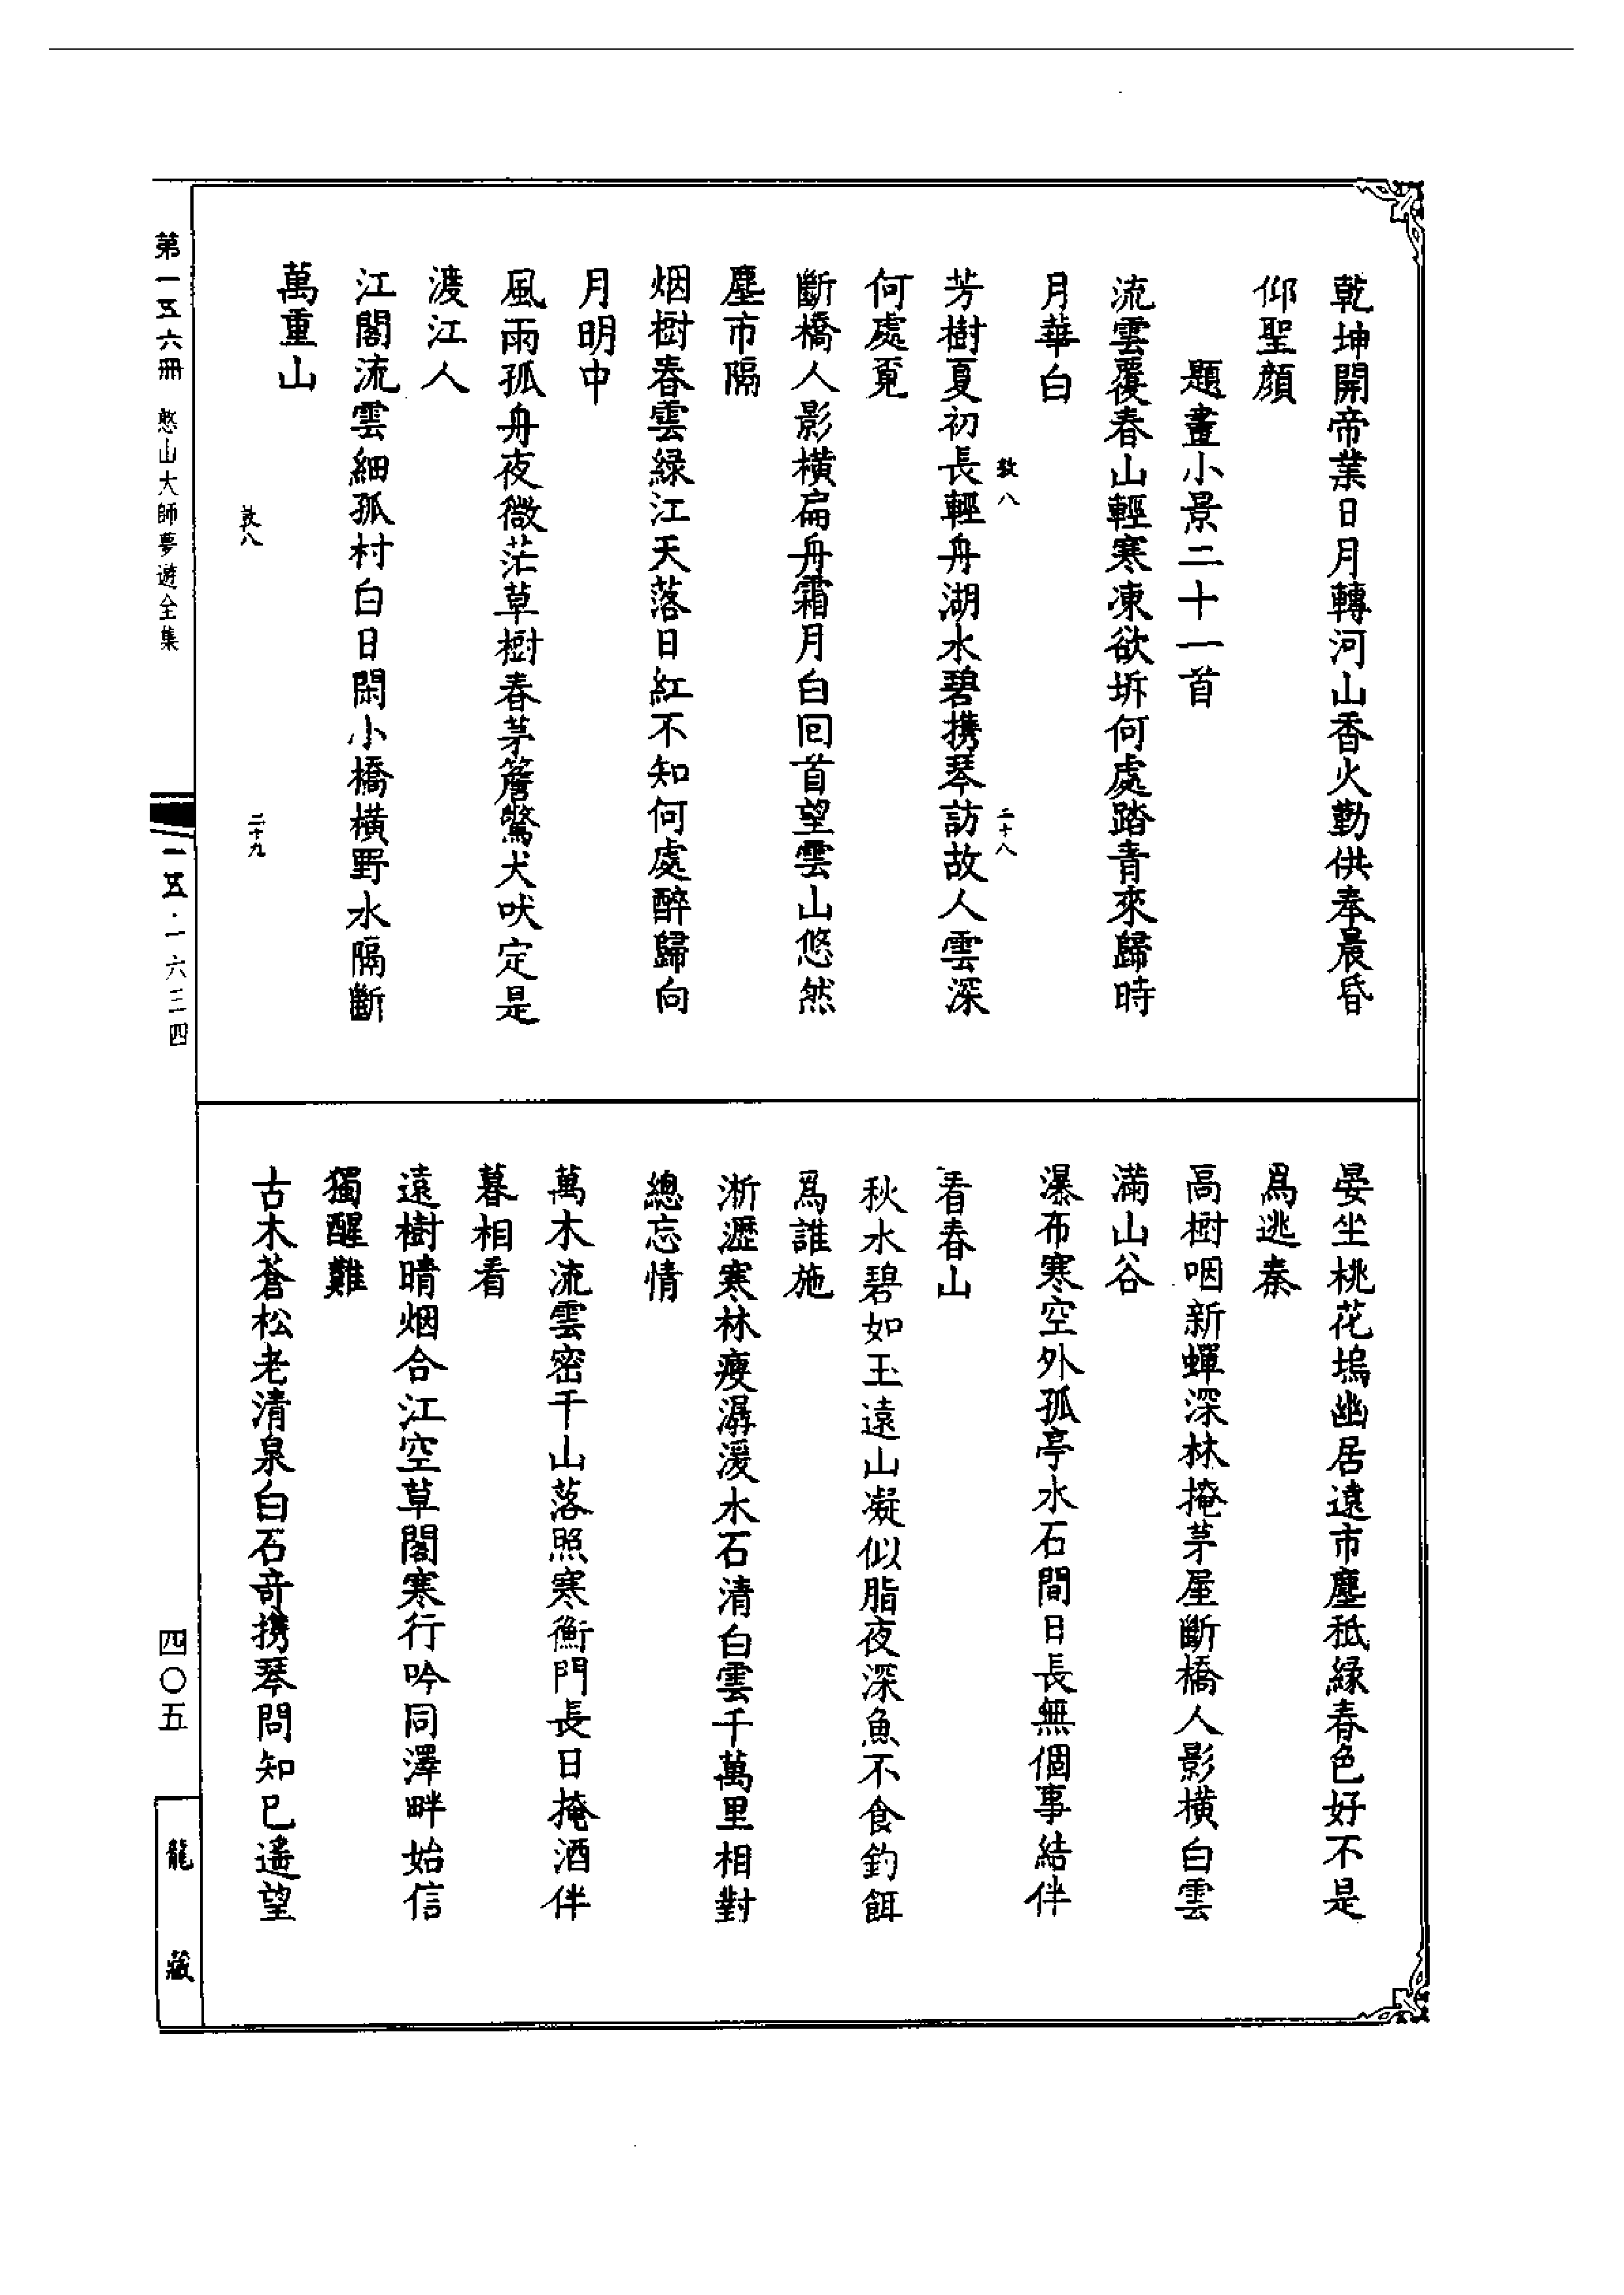 乾坤開帝業日月轉河山香火勤供奉晨昏
仰聖顏
題畫小景二十一首
流雲覆春山輕寒凍欲坼何處踏青來歸時
月華白
敦八
二十八
芳樹夏初長輕舟湖水碧携琴訪故人雲深
何處覓
斷橋人影橫扁舟霜月白回首望雲山悠然
塵市隔
烟樹春雲綠江天落日紅不知何處醉歸向
月明中
風雨孤舟夜微茫草樹春茅簷驚犬吠定是
渡江人
江閣流雲細孤村白日閑小橋橫野水隔斷
萬重山
敦八
二十九
晏坐桃花塢幽居遠市塵秖緣春色好不是
爲逃秦
高樹咽新蟬深林掩茅屋斷橋人影橫白雲
滿山谷
瀑布寒空外孤亭水石間日長無個事結伴
看春山
秋水碧如玉遠山凝似脂夜深魚不食釣餌
爲誰施
淅瀝寒林瘦潺湲水石清白雲千萬里相對
總忘情
萬木流雲密千山落照寒衡門長日掩酒伴
暮相看
遠樹晴烟合江空草閣寒行吟同澤畔始信
獨醒難
古木蒼松老清泉白石奇携琴問知己遙望
第一五六冊 憨山大師夢遊全集
一五·一六三四
四〇五
龍藏